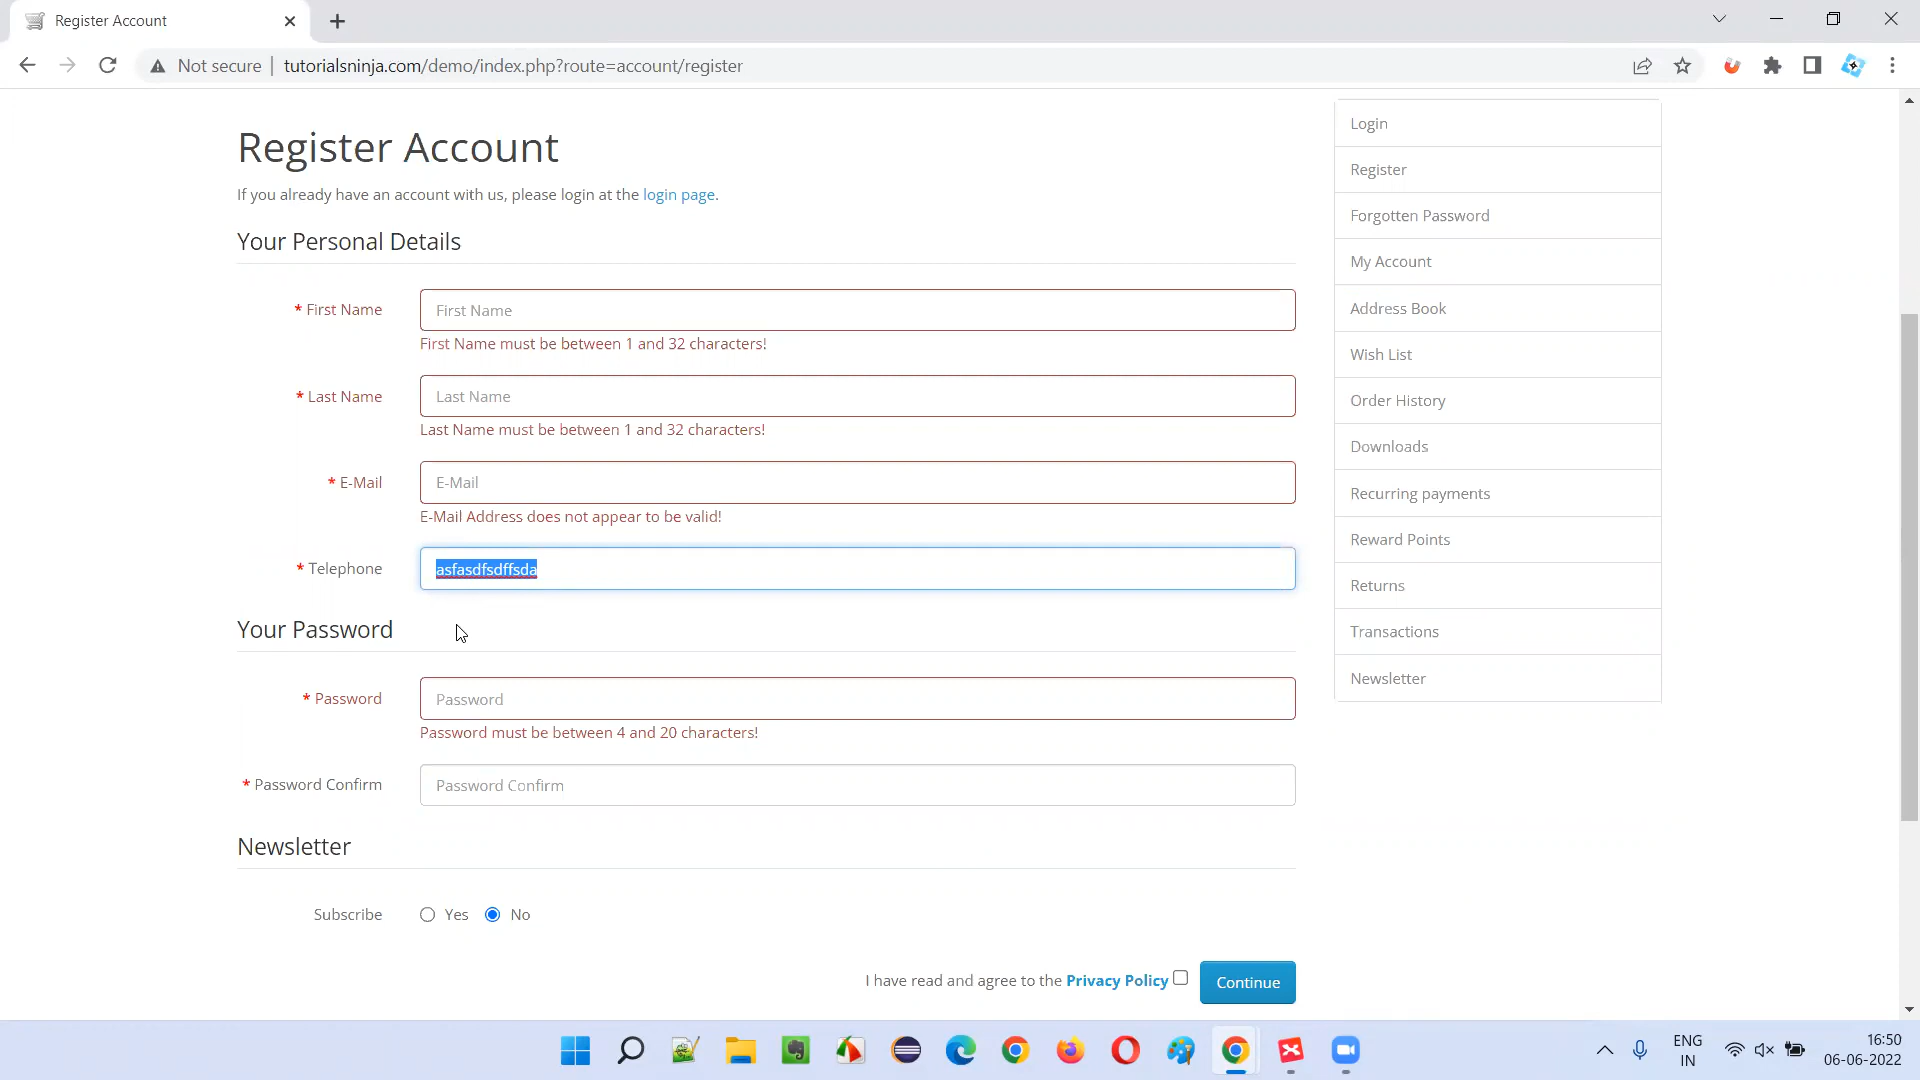 Register Account
Not secure
tutorialsninja.com/demo/index.php?route=account/register
Register Account
If you already have an account with us, please login at the login page.
Your Personal Details
* First Name
First Name
First Name must be between 1 and 32 characters!
* Last Name
Last Name
Last Name must be between 1 and 32 characters!
* E-Mail
E-Mail
E-Mail Address does not appear to be valid!
* Telephone
asfasdfsdffsda
Your Password
* Password
Password
Password must be between 4 and 20 characters!
* Password Confirm
Password Confirm
Newsletter
Subscribe
Yes
No
I have read and agree to the Privacy Policy
Continue
Login
Register
Forgotten Password
My Account
Address Book
Wish List
Order History
Downloads
Recurring payments
Reward Points
Returns
Transactions
Newsletter
ENG
IN
16:50
06-06-2022